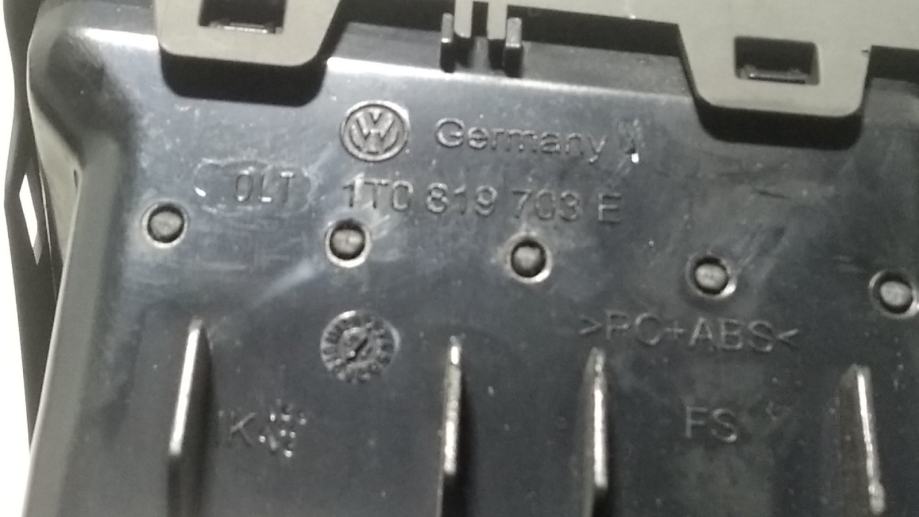 Germany
OLT 1T0 819 703 E
>PC+ABS<
FS